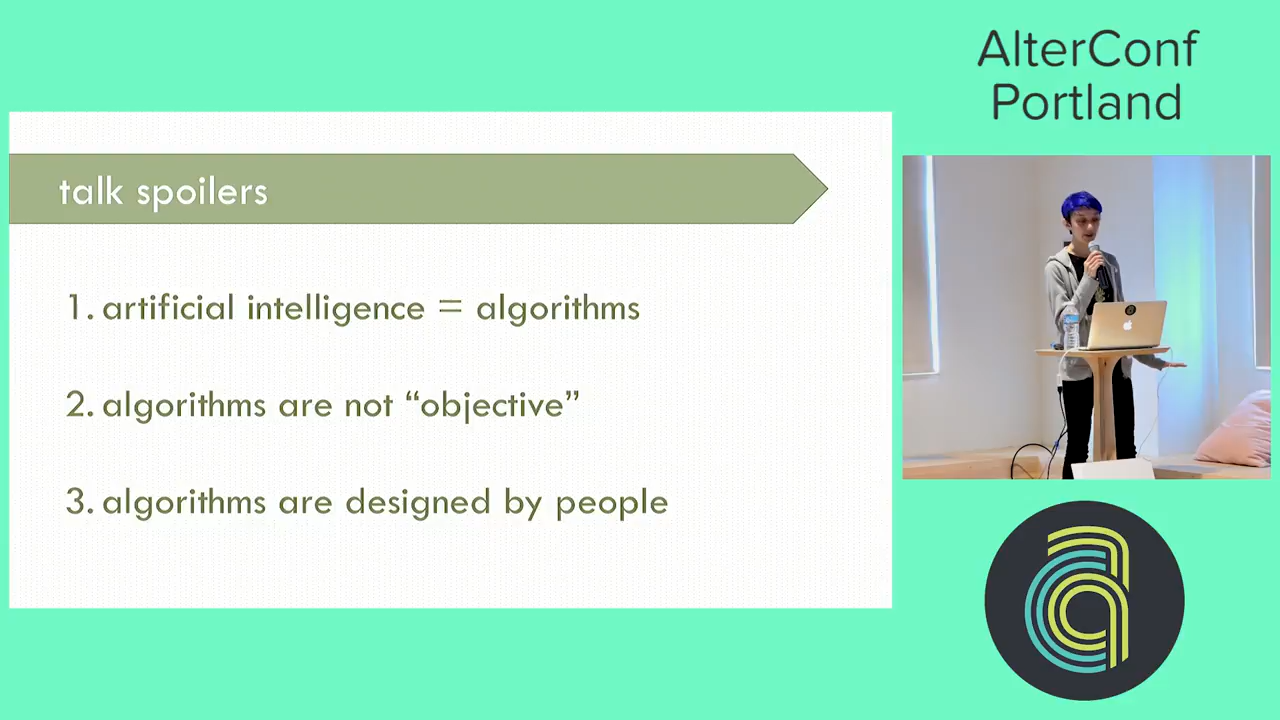 AlterConf
Portland
talk spoilers
1. artificial intelligence = algorithms
2. algorithms are not “objective”
3. algorithms are designed by people